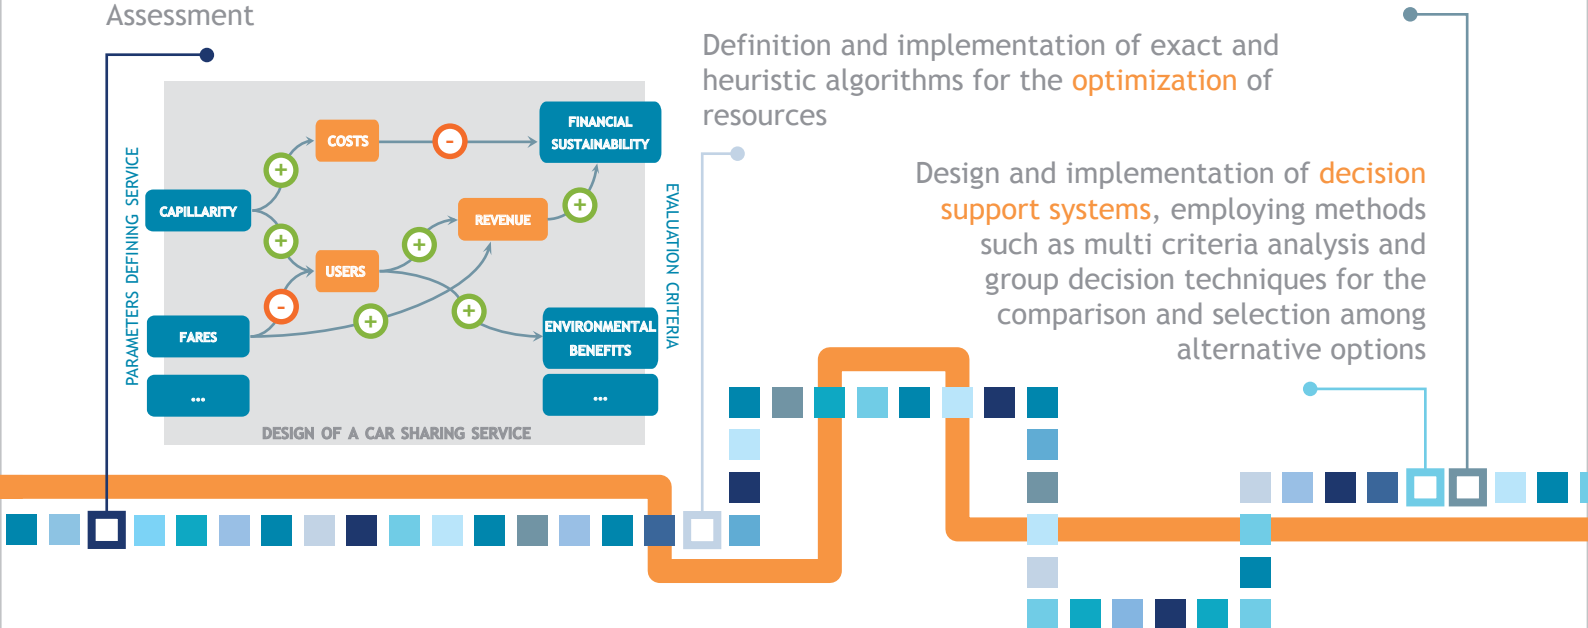 Assessment
PARAMETERS DEFINING SERVICE
CAPILLARITY
FARES
...
COSTS
-
+
+
USERS
-
+
+
+
REVENUE
+
FINANCIAL
SUSTAINABILITY
ENVIRONMENTAL
BENEFITS
...
EVALUATION CRITERIA
DESIGN OF A CAR SHARING SERVICE
Definition and implementation of exact and
heuristic algorithms for the optimization of
resources
Design and implementation of decision
support systems, employing methods
such as multi criteria analysis and
group decision techniques for the
comparison and selection among
alternative options